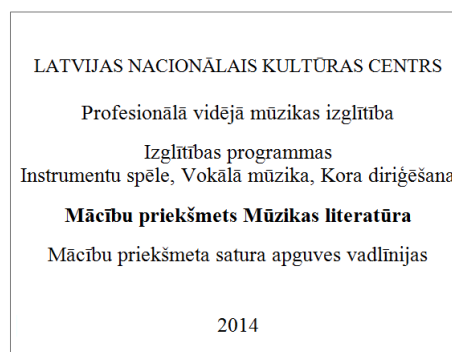 LATVIJAS NACIONĀLAIS KULTŪRAS CENTRS
Profesionālā vidējā mūzikas izglītība
Izglītības programmas
Instrumentu spēle, Vokālā mūzika, Kora diriģēšana
Mācību priekšmets Mūzikas literatūra
Mācību priekšmeta satura apguves vadlīnijas
2014